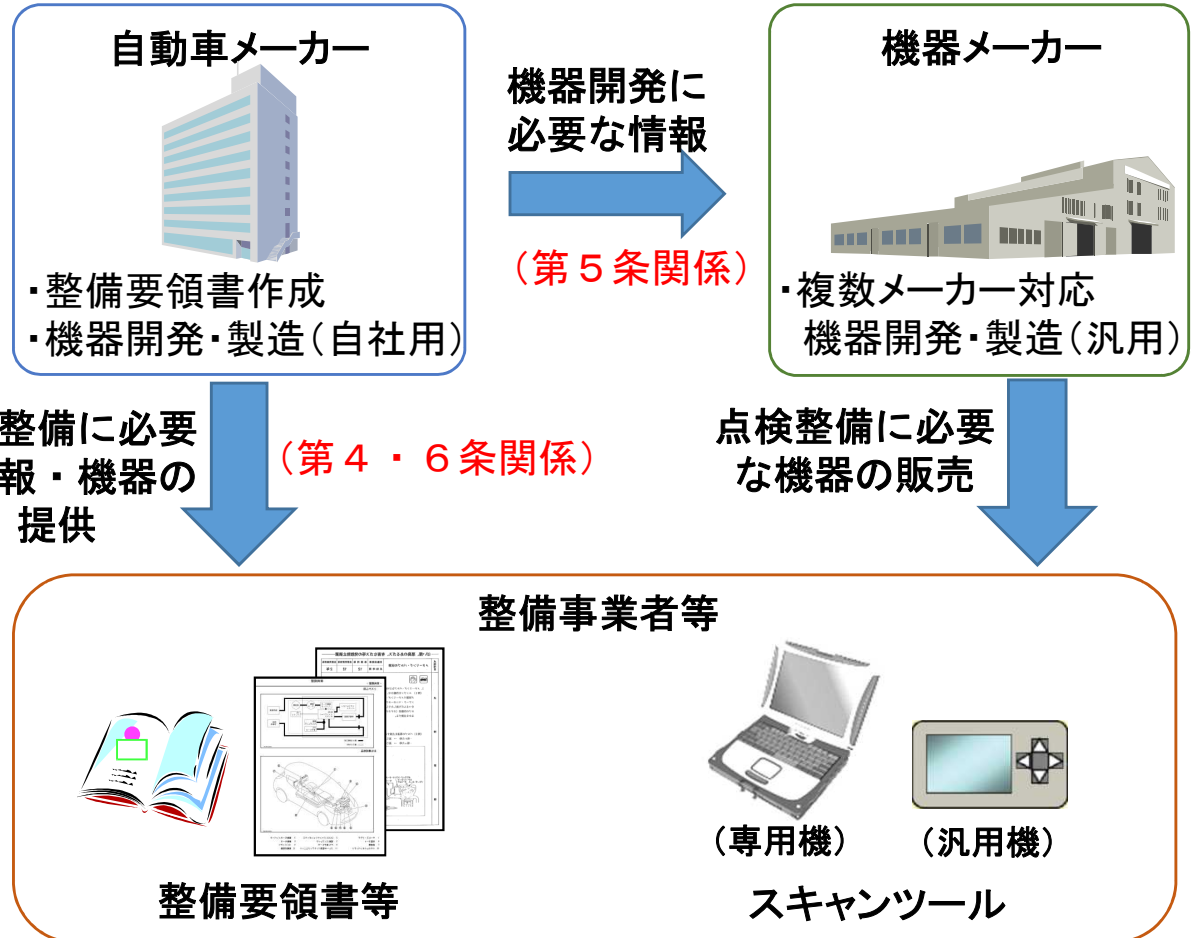 自動車メーカー
・整備要領書作成
・機器開発・製造（自社用）
機器開発に
必要な情報
（第５条関係）
機器メーカー
・複数メーカー対応
機器開発・製造（汎用）
整備に必要
報・機器の
提供
（第４・６条関係）
点検整備に必要
な機器の販売
整備事業者等
整備要領書等
（専用機）
（汎用機）
スキャンツール